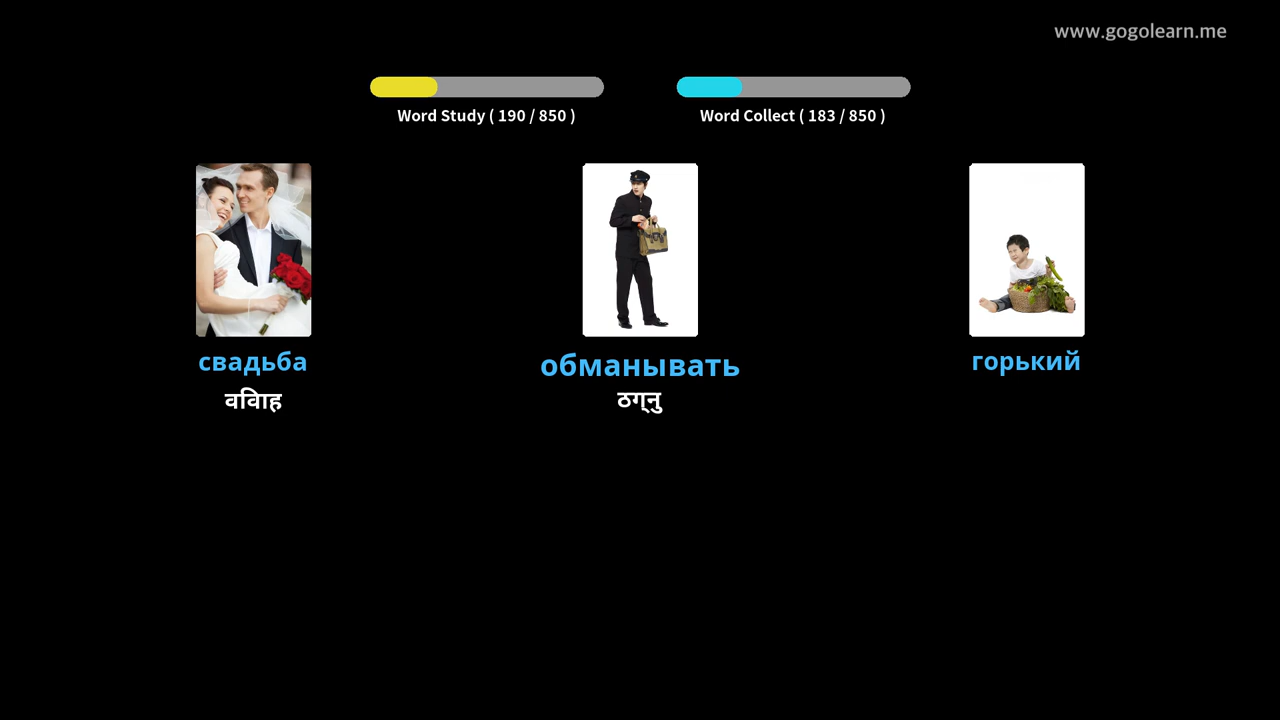 www.gogolearn.me
Word Study ( 190 / 850 )
Word Collect ( 183 / 850 )
свадьба
обманывать
горький
विवाह
ठग्नु